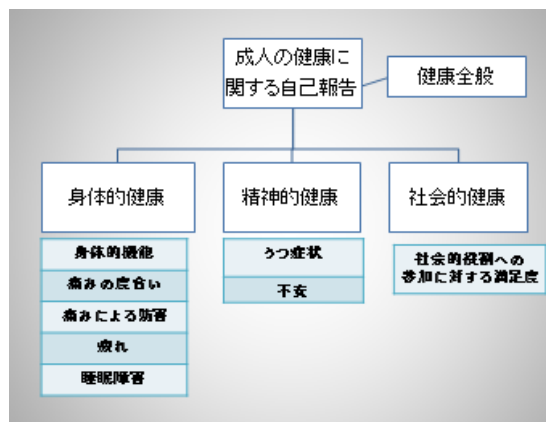 成人の健康に
関する自己報告
健康全般
身体的健康
精神的健康
社会的健康
身体的機能
痛みの度合い
痛みによる妨害
疲れ
睡眠障害
うつ症状
不安
社会的役割への
参加に対する満足度